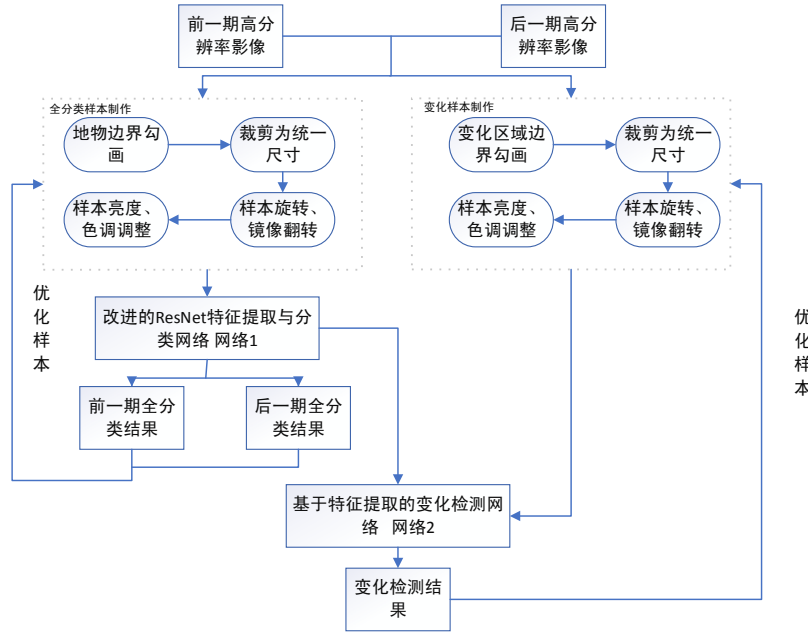 前一期高分
辨率影像
后一期高分
辨率影像
全分类样本制作
地物边界勾
画
裁剪为统一
尺寸
样本亮度、
色调调整
样本旋转、
镜像翻转
变化样本制作
变化区域边
界勾画
裁剪为统一
尺寸
样本亮度、
色调调整
样本旋转、
镜像翻转
优
化
样
本
改进的ResNet特征提取与分
类网络 网络1
前一期全分
类结果
后一期全分
类结果
基于特征提取的变化检测网
络 网络2
变化检测结
果
优
化
样
本